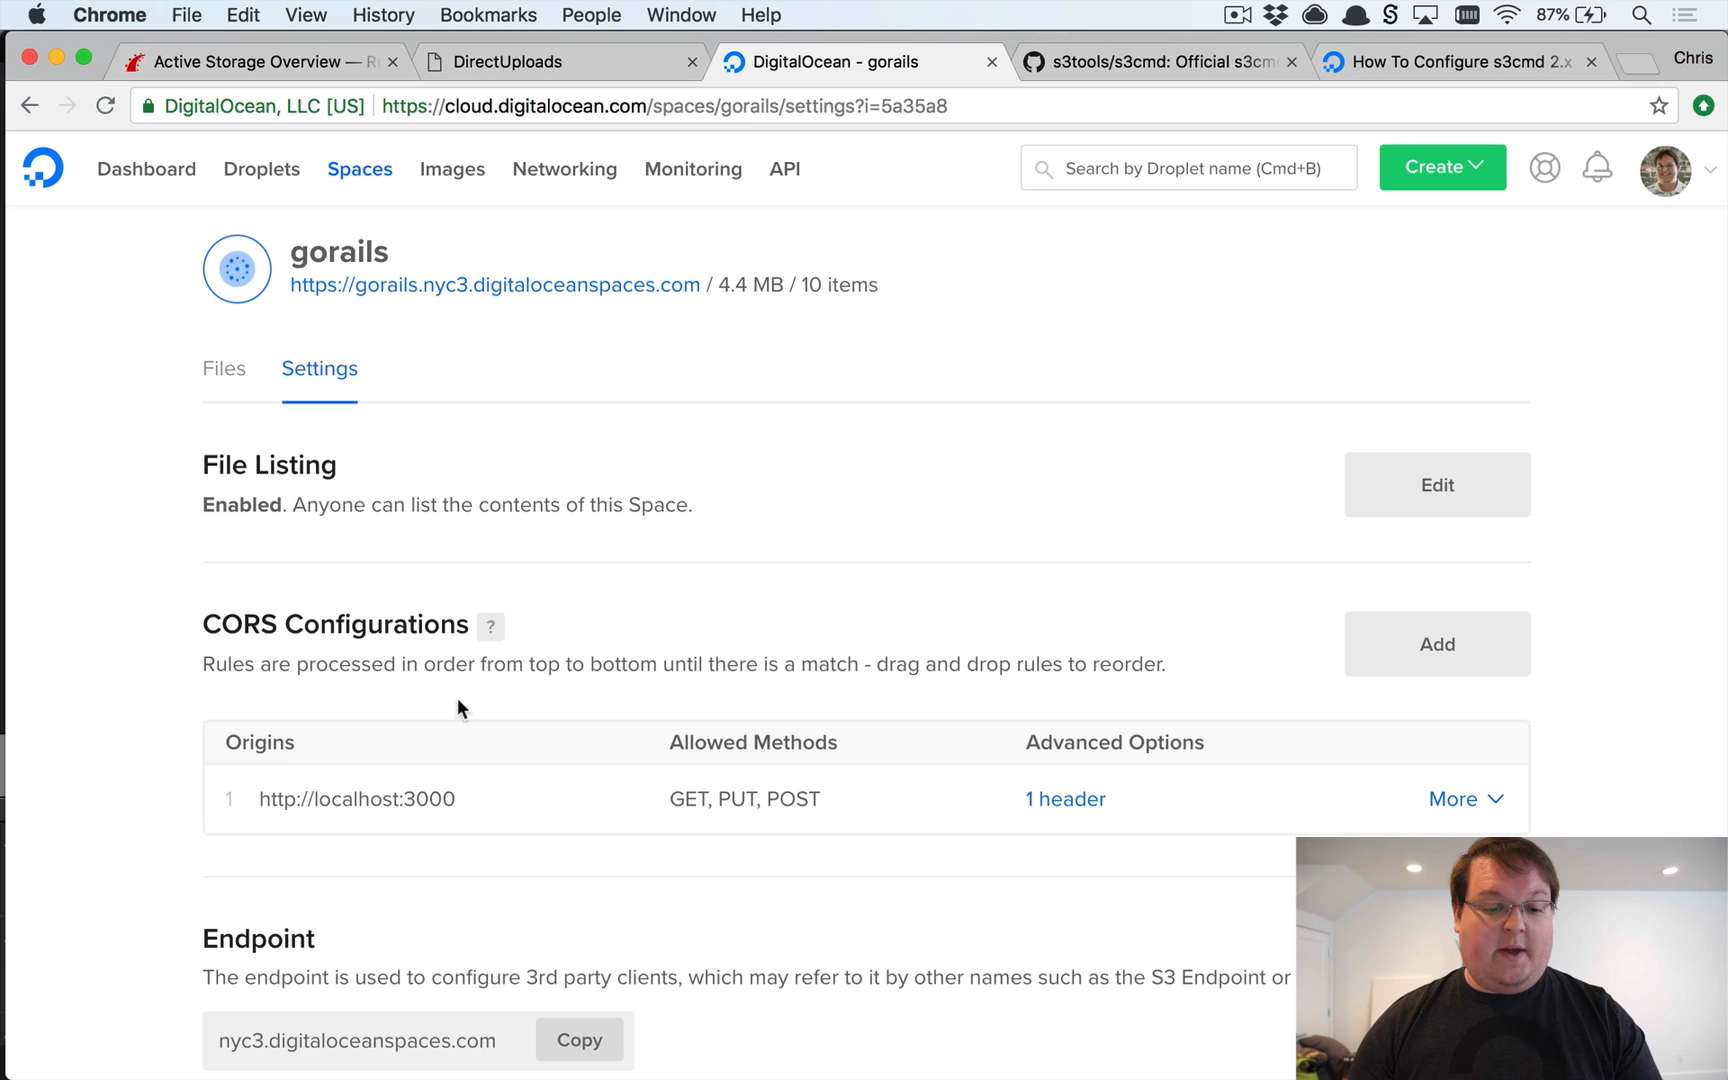 Chrome File Edit View History Bookmarks People Window Help 87%
Active Storage Overview — R
DirectUploads
DigitalOcean - gorails
s3tools/s3cmd: Official s3cm
How To Configure s3cmd 2.x
Chris
DigitalOcean, LLC [US] https://cloud.digitalocean.com/spaces/gorails/settings?i=5a35a8
Dashboard Droplets Spaces Images Networking Monitoring API Search by Droplet name (Cmd+B) Create
gorails
https://gorails.nyc3.digitaloceanspaces.com / 4.4 MB / 10 items
Files Settings
File Listing
Enabled. Anyone can list the contents of this Space.
Edit
CORS Configurations ?
Rules are processed in order from top to bottom until there is a match - drag and drop rules to reorder.
Add
Origins Allowed Methods Advanced Options
1 http://localhost:3000 GET, PUT, POST 1 header More
Endpoint
The endpoint is used to configure 3rd party clients, which may refer to it by other names such as the S3 Endpoint or
nyc3.digitaloceanspaces.com Copy